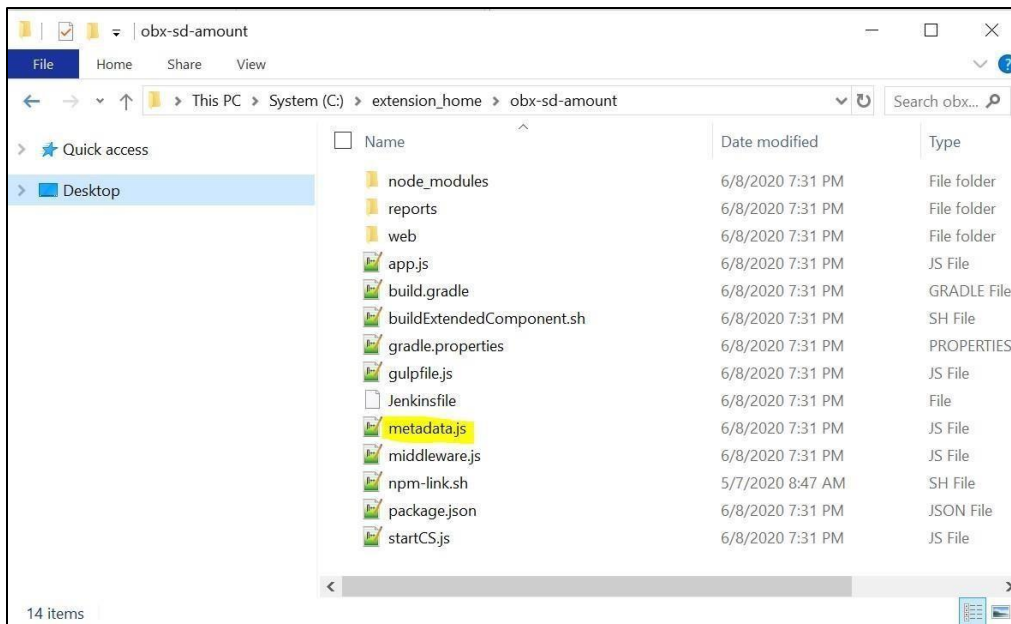 obx-sd-amount
File Home Share View
This PC > System (C:) > extension_home > obx-sd-amount Search obx...
Quick access
Desktop
Name Date modified Type
node_modules 6/8/2020 7:31 PM File folder
reports 6/8/2020 7:31 PM File folder
web 6/8/2020 7:31 PM File folder
app.js 6/8/2020 7:31 PM JS File
build.gradle 6/8/2020 7:31 PM GRADLE File
buildExtendedComponent.sh 6/8/2020 7:31 PM SH File
gradle.properties 6/8/2020 7:31 PM PROPERTIES
gulpfile.js 6/8/2020 7:31 PM JS File
Jenkinsfile 6/8/2020 7:31 PM File
metadata.js 6/8/2020 7:31 PM JS File
middleware.js 6/8/2020 7:31 PM JS File
npm-link.sh 5/7/2020 8:47 AM SH File
package.json 6/8/2020 7:31 PM JSON File
startCS.js 6/8/2020 7:31 PM JS File
14 items